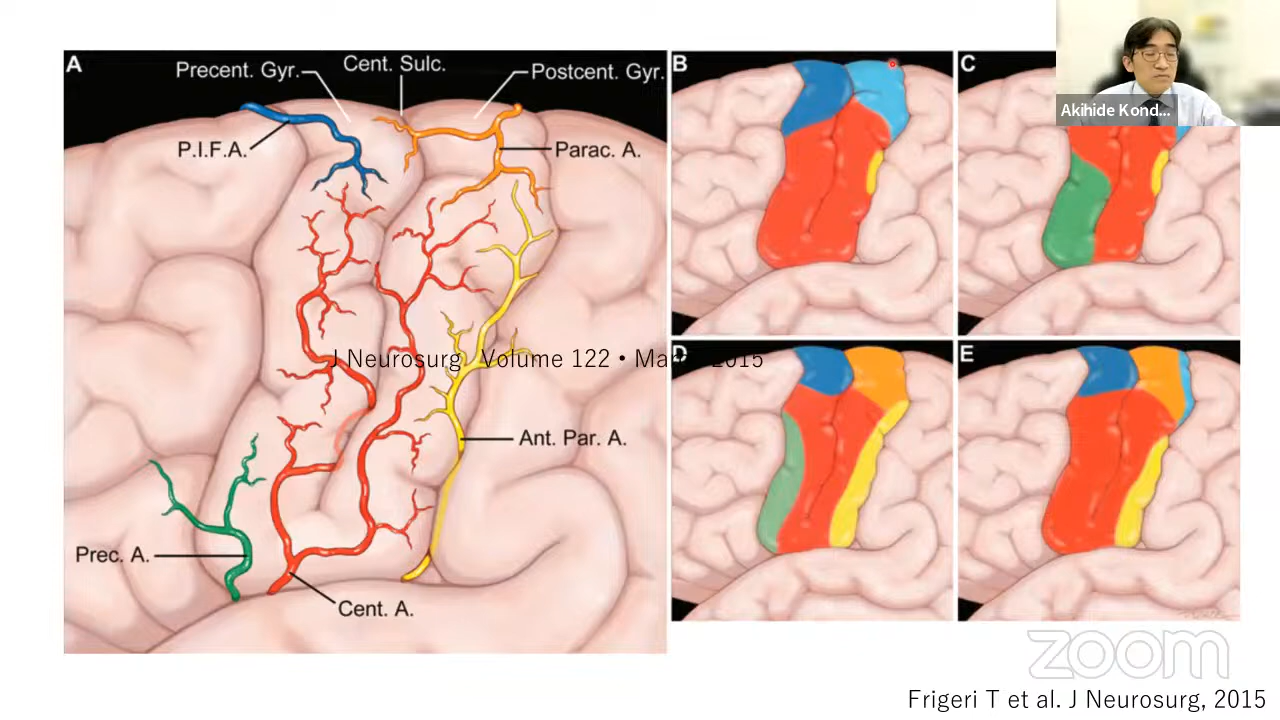 A
Precent. Gyr.
Cent. Sulc.
Postcent. Gyr.
P.I.F.A.
Parac. A.
Ant. Par. A.
Prec. A.
Cent. A.
B
C
Akihide Kond...
J Neurosurg Volume 122 • 2015
D
E
zoom
Frigeri T et al. J Neurosurg, 2015